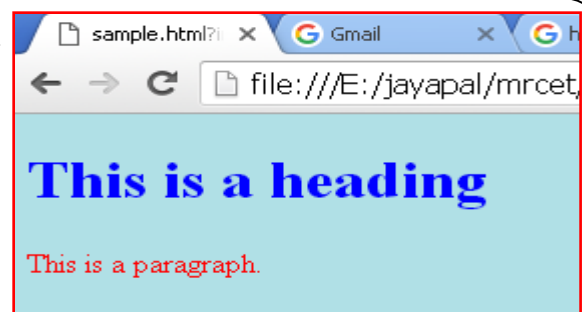 sample.html?i Gmail h
file:///E:/jayapal/mrcet,
This is a heading
This is a paragraph.